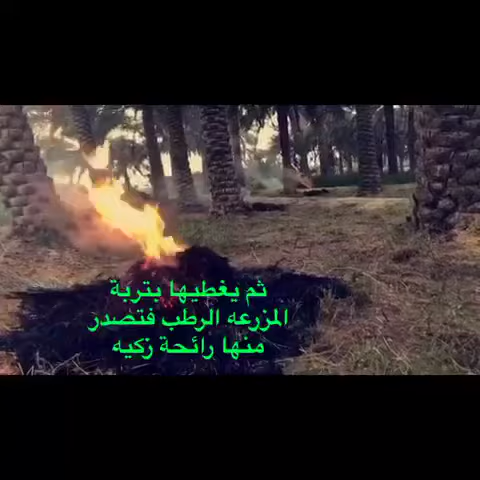 ثم يغطيها بتربة
المزرعه الرطب فتصدر
منها رائحة زكيه